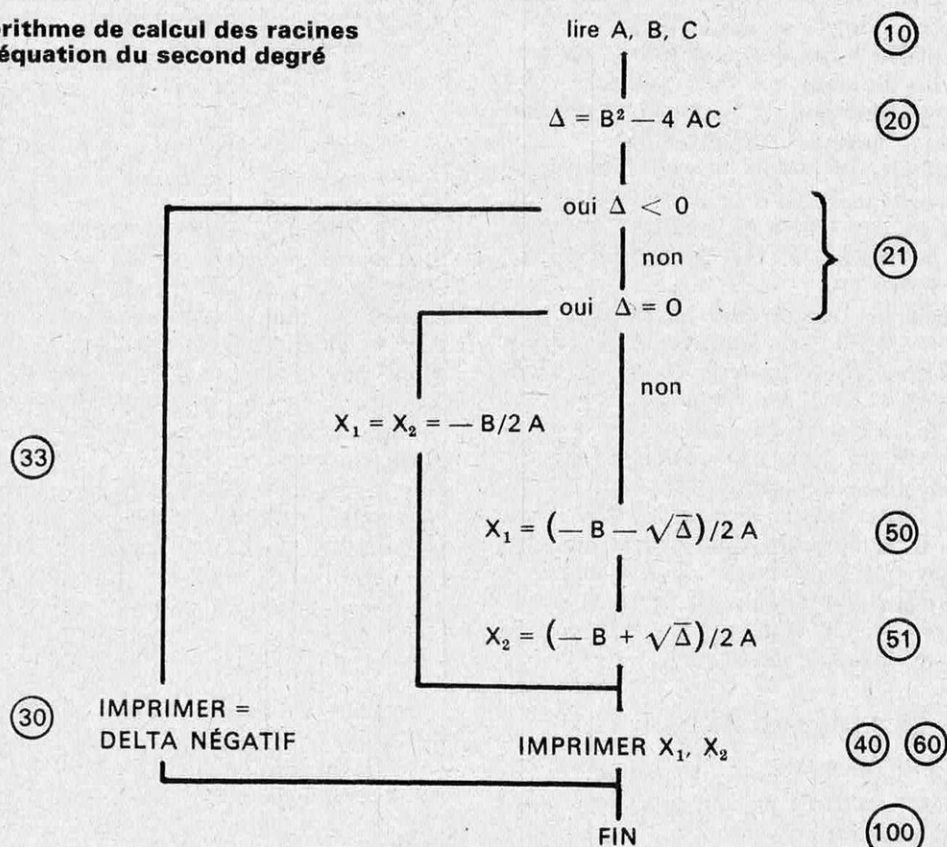 de calcul des racines
équation du second degré
lire A, B, C
10
Δ = B² — 4 AC
20
oui Δ < 0
21
non
oui Δ = O
non
X₁ = X₂ = — B/2 A
33
X₁ = (— B — √Δ)/2 A
50
X₂ = (— B + √Δ)/2 A
51
30
IMPRIMER =
DELTA NÉGATIF
IMPRIMER X₁, X₂
40 60
FIN
100